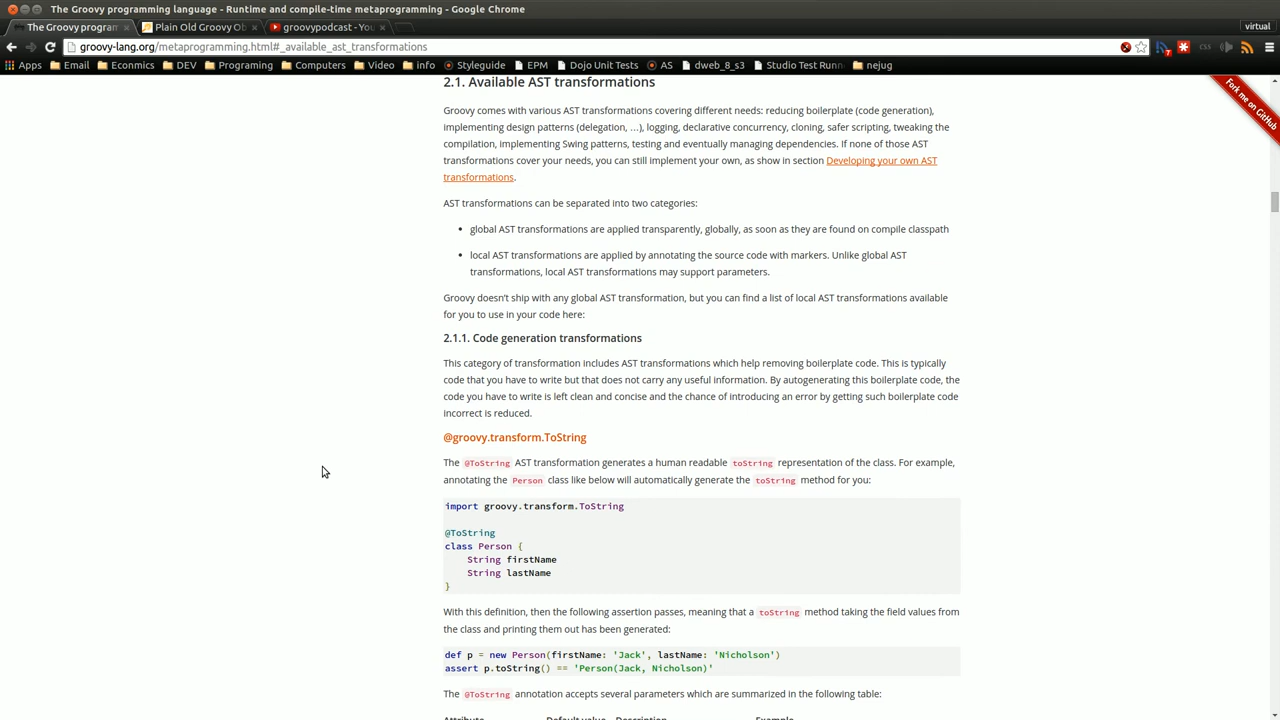 The Groovy programming language - Runtime and compile-time metaprogramming - Google Chrome
The Groovy program
Plain Old Groovy Ob
groovypodcast - You
virtual
groovy-lang.org/metaprogramming.html#_available_ast_transformations
Apps Email Econmics DEV Programing Computers Video info Styleguide EPM Dojo Unit Tests AS dweb_8_s3 Studio Test Runn nejug
Fork me on GitHub
2.1. Available AST transformations
Groovy comes with various AST transformations covering different needs: reducing boilerplate (code generation),
implementing design patterns (delegation, …), logging, declarative concurrency, cloning, safer scripting, tweaking the
compilation, implementing Swing patterns, testing and eventually managing dependencies. If none of those AST
transformations cover your needs, you can still implement your own, as show in section Developing your own AST
transformations.
AST transformations can be separated into two categories:
• global AST transformations are applied transparently, globally, as soon as they are found on compile classpath
• local AST transformations are applied by annotating the source code with markers. Unlike global AST
transformations, local AST transformations may support parameters.
Groovy doesn't ship with any global AST transformation, but you can find a list of local AST transformations available
for you to use in your code here:
2.1.1. Code generation transformations
This category of transformation includes AST transformations which help removing boilerplate code. This is typically
code that you have to write but that does not carry any useful information. By autogenerating this boilerplate code, the
code you have to write is left clean and concise and the chance of introducing an error by getting such boilerplate code
incorrect is reduced.
@groovy.transform.ToString
The @ToString AST transformation generates a human readable toString representation of the class. For example,
annotating the Person class like below will automatically generate the toString method for you:
import groovy.transform.ToString
@ToString
class Person {
String firstName
String lastName
}
With this definition, then the following assertion passes, meaning that a toString method taking the field values from
the class and printing them out has been generated:
def p = new Person(firstName: 'Jack', lastName: 'Nicholson')
assert p.toString() == 'Person(Jack, Nicholson)'
The @ToString annotation accepts several parameters which are summarized in the following table:
Attribute Default value Description Example